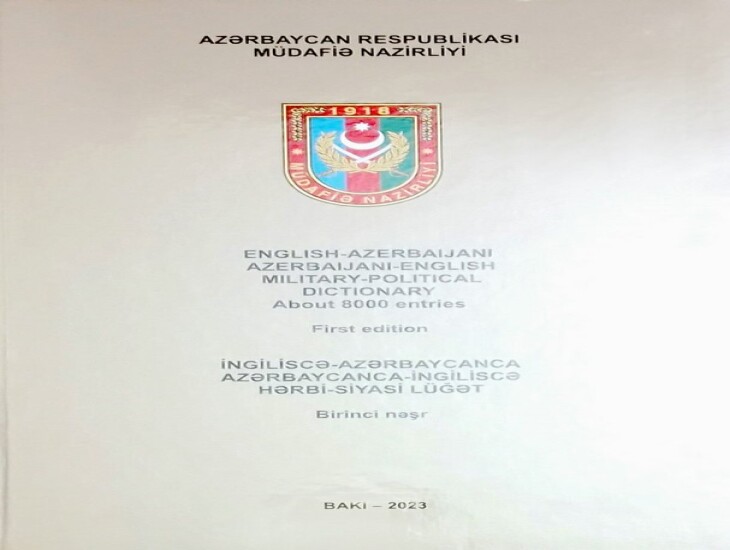 AZƏRBAYCAN RESPUBLİKASI
MÜDAFİƏ NAZİRLİYİ
1918
MÜDAFİƏ NAZİRLİYİ
ENGLISH-AZERBAIJANI
AZERBAIJANI-ENGLISH
MILITARY-POLITICAL
DICTIONARY
About 8000 entries
First edition
İNGİLİSCƏ-AZƏRBAYCANCA
AZƏRBAYCANCA-İNGİLİSCƏ
HƏRBİ-SİYASİ LÜĞƏT
Birinci nəşr
BAKI – 2023